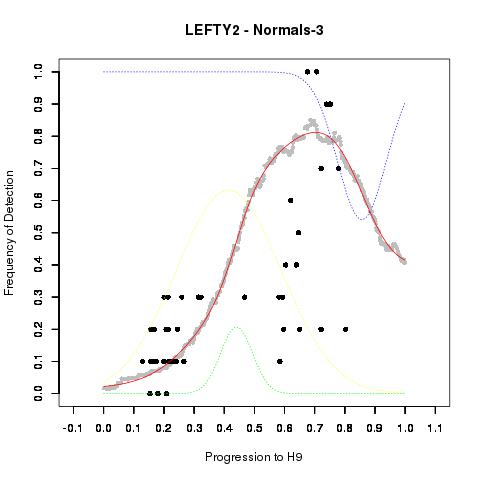 LEFTY2 - Normals-3
Frequency of Detection
1.0
0.9
0.8
0.7
0.6
0.5
0.4
0.3
0.2
0.1
0.0
-0.1 0.0 0.1 0.2 0.3 0.4 0.5 0.6 0.7 0.8 0.9 1.0 1.1
Progression to H9